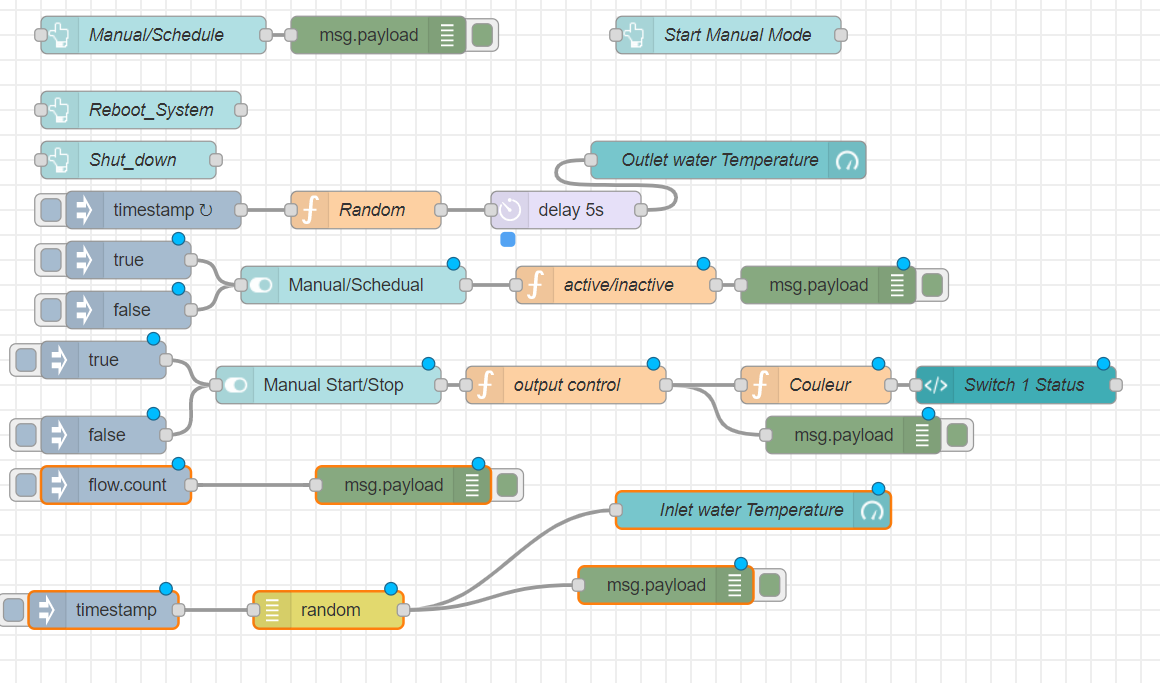 Manual/Schedule
msg.payload
Start Manual Mode
Reboot_System
Shut_down
Outlet water Temperature
timestamp ↻
Random
delay 5s
true
Manual/Schedual
active/inactive
msg.payload
false
true
Manual Start/Stop
output control
Couleur
Switch 1 Status
false
msg.payload
flow.count
msg.payload
Inlet water Temperature
msg.payload
timestamp
random